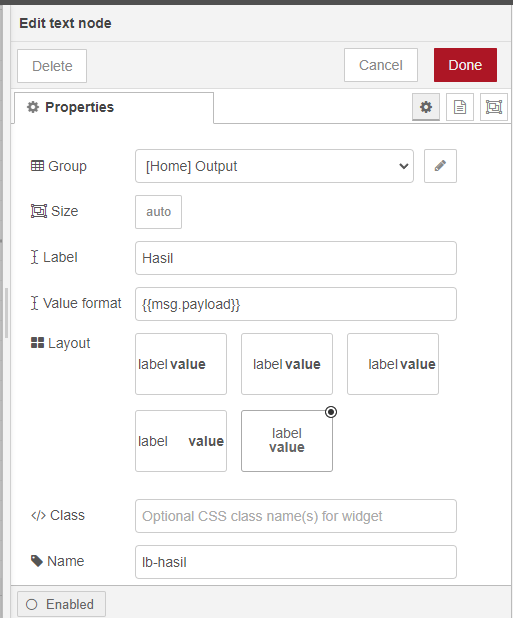 Edit text node
Delete
Cancel
Done
Properties
Group
[Home] Output
Size
auto
Label
Hasil
Value format
{{msg.payload}}
Layout
label value
label value
label value
label value
label
value
</> Class
Optional CSS class name(s) for widget
Name
lb-hasil
Enabled